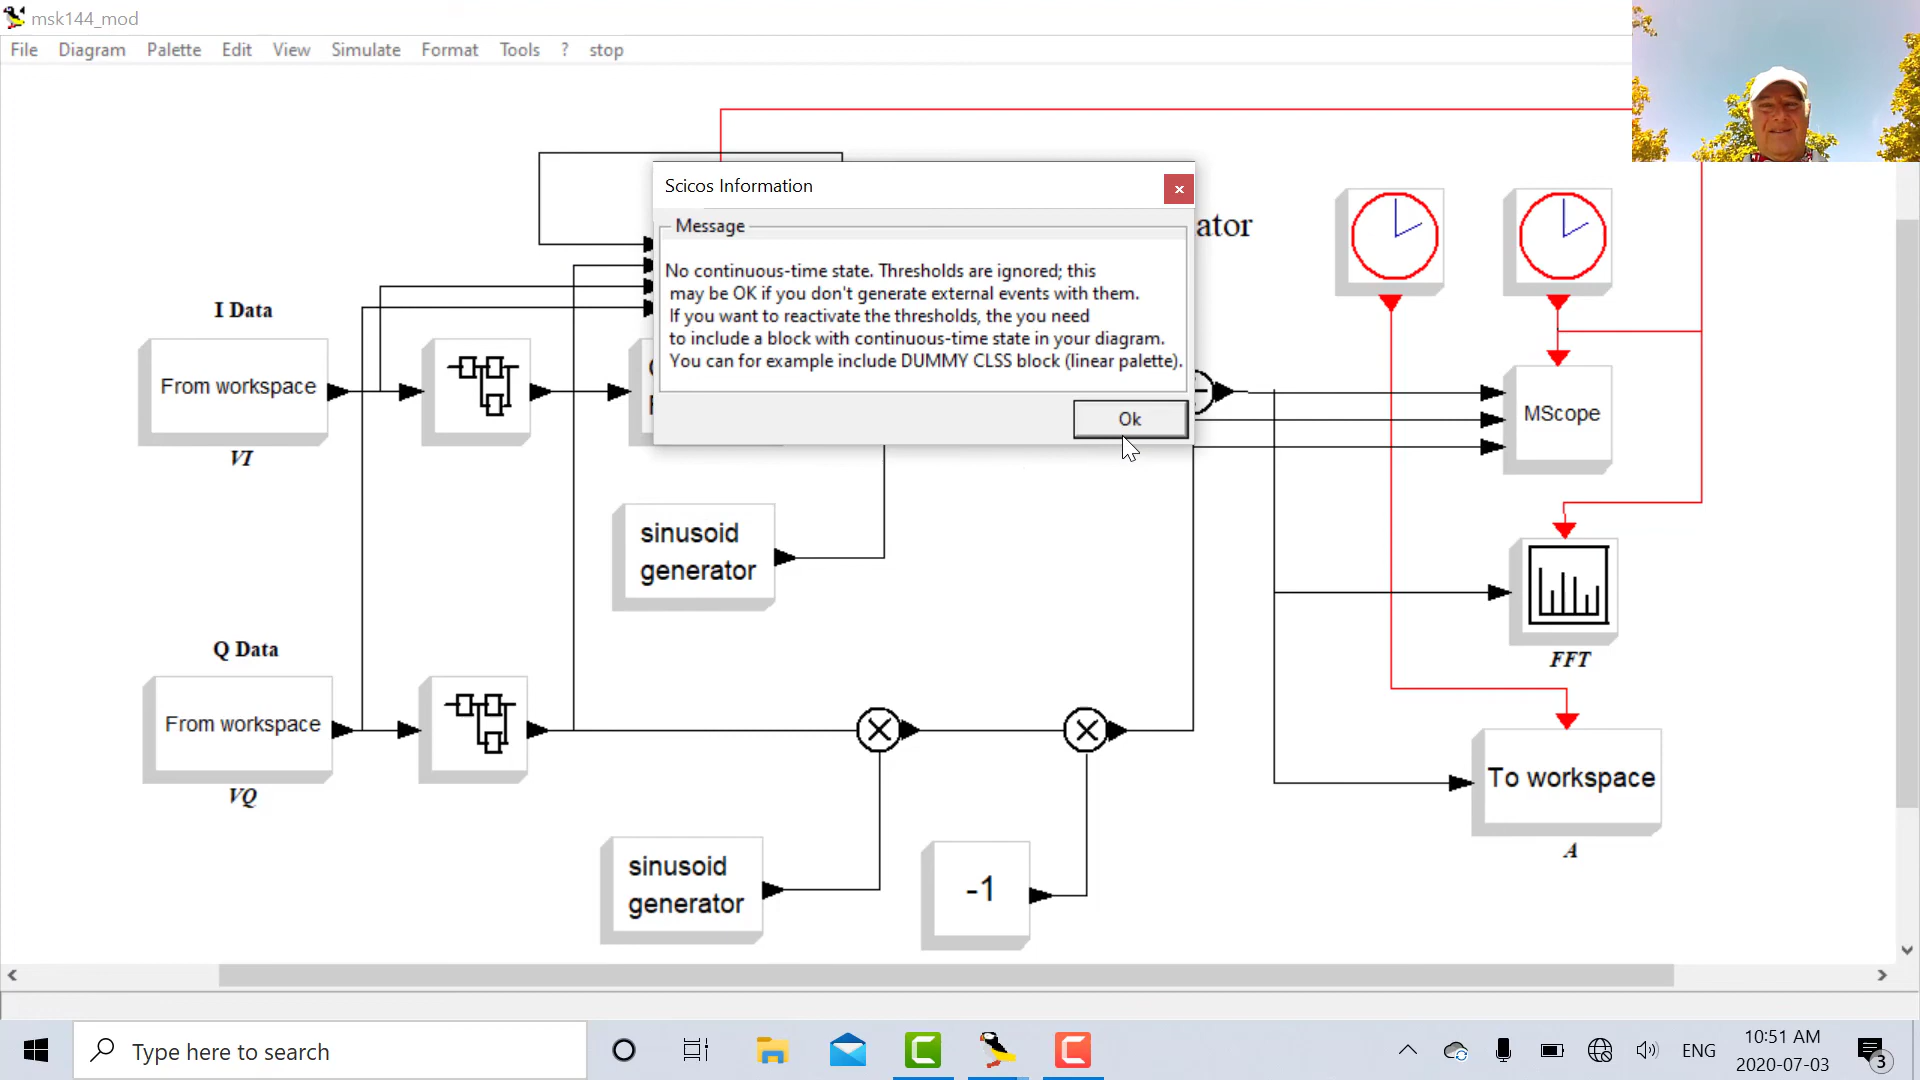 msk144_mod
File Diagram Palette Edit View Simulate Format Tools ? stop
Scicos Information
Message
No continuous-time state. Thresholds are ignored; this
may be OK if you don't generate external events with them.
If you want to reactivate the thresholds, the you need
to include a block with continuous-time state in your diagram.
You can for example include DUMMY CLSS block (linear palette).
Ok
ator
I Data
From workspace
VI
MScope
sinusoid
generator
FFT
Q Data
From workspace
VQ
To workspace
A
sinusoid
generator
-1
Type here to search
ENG
10:51 AM
2020-07-03
3